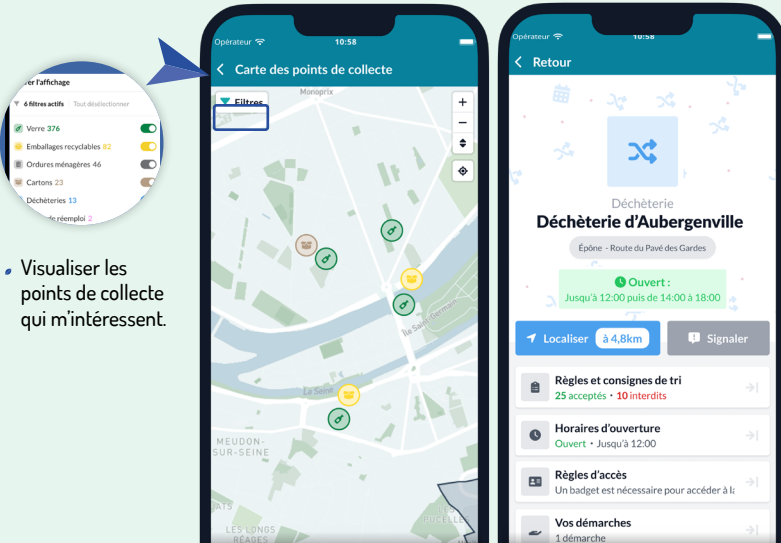 rer l'affichage
6 filtres actifs Tout désélectionner
Verre 376
Emballages recyclables 82
Ordures ménagères 46
Cartons 23
Déchèteries 13
de réemploi 2
• Visualiser les
points de collecte
qui m'intéressent.
Opérateur 10:58
Carte des points de collecte
Filtres
Monoprix
+
−
Île Saint-Germain
La Seine
MEUDON-
SUR-SEINE
LES LONGS
RÉAGES
Opérateur 10:58
Retour
Déchèterie
Déchèterie d'Aubergenville
Épône - Route du Pavé des Gardes
Ouvert :
Jusqu'à 12:00 puis de 14:00 à 18:00
Localiser à 4,8km
Signaler
Règles et consignes de tri
25 acceptés • 10 interdits
Horaires d'ouverture
Ouvert • Jusqu'à 12:00
Règles d'accès
Un badget est nécessaire pour accéder à la
Vos démarches
1 démarche